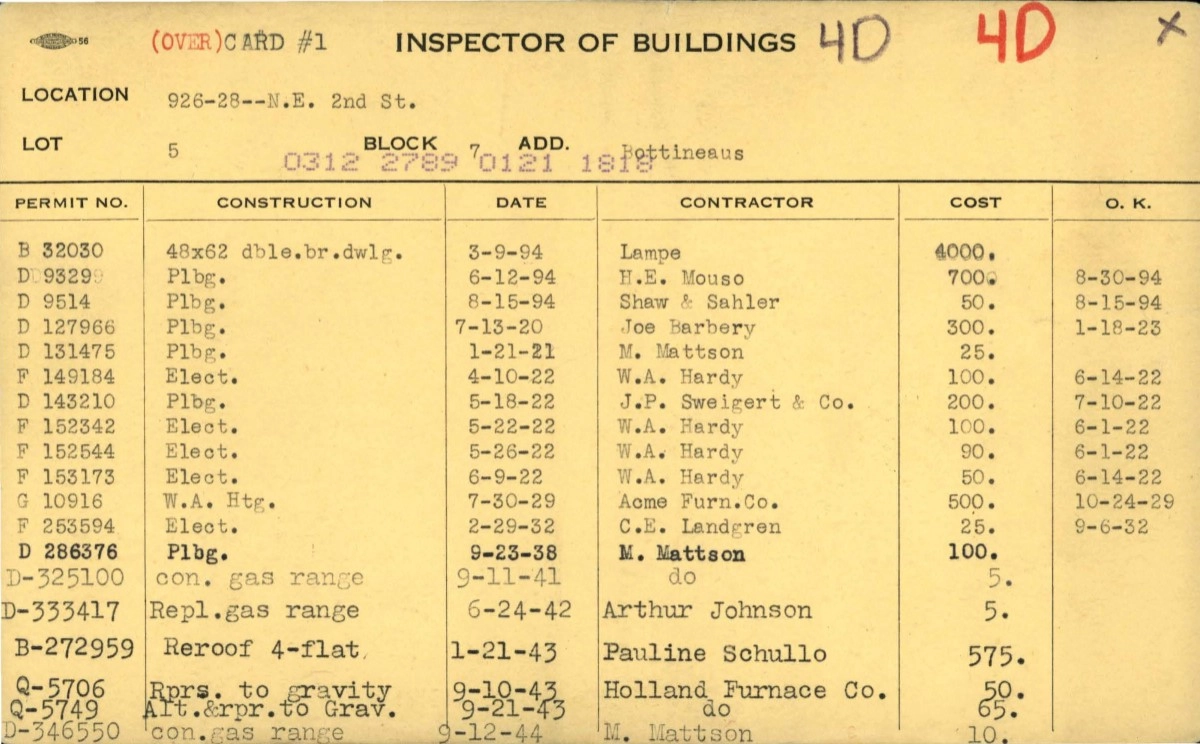 56 (OVER)CARD #1 INSPECTOR OF BUILDINGS 4D 4D X
LOCATION 926-28--N.E. 2nd St.
LOT 5 BLOCK 7 ADD. Bottineaus
0312 2789 0121 1818
PERMIT NO. CONSTRUCTION DATE CONTRACTOR COST O. K.
B 32030 48x62 dble.br.dwlg. 3-9-94 Lampe 4000.
D 9329 Plbg. 6-12-94 H.E. Mouso 700. 8-30-94
D 9514 Plbg. 8-15-94 Shaw & Sahler 50. 8-15-94
D 127966 Plbg. 7-13-20 Joe Barbery 300. 1-18-23
D 131475 Plbg. 1-21-21 M. Mattson 25.
F 149184 Elect. 4-10-22 W.A. Hardy 100. 6-14-22
D 143210 Plbg. 5-18-22 J.P. Sweigert & Co. 200. 7-10-22
F 152342 Elect. 5-22-22 W.A. Hardy 100. 6-1-22
F 152544 Elect. 5-26-22 W.A. Hardy 90. 6-1-22
F 153173 Elect. 6-9-22 W.A. Hardy 50. 6-14-22
G 10916 W.A. Htg. 7-30-29 Acme Furn.Co. 500. 10-24-29
F 253594 Elect. 2-29-32 C.E. Landgren 25. 9-6-32
D 286376 Plbg. 9-23-38 M. Mattson 100.
D-325100 con. gas range 9-11-41 do 5.
D-333417 Repl.gas range 6-24-42 Arthur Johnson 5.
B-272959 Reroof 4-flat 1-21-43 Pauline Schullo 575.
Q-5706 Rprs. to gravity 9-10-43 Holland Furnace Co. 50.
Q-5749 Alt.&rpr.to Grav. 9-21-43 do 65.
D-346550 con.gas range 9-12-44 M. Mattson 10.